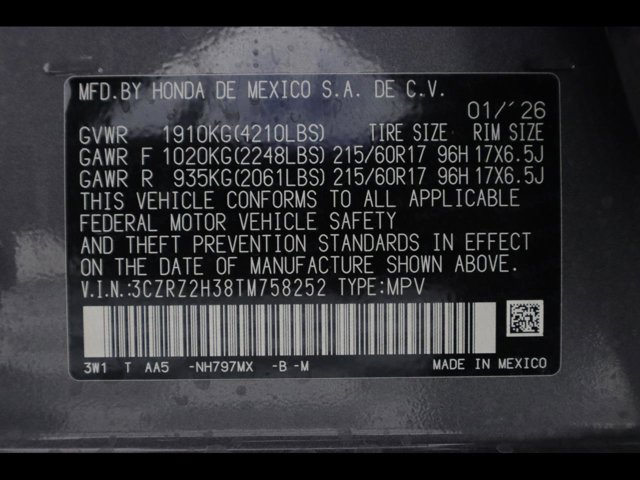 MFD.BY HONDA DE MEXICO S.A. DE C.V.
01/´26
GVWR 1910KG(4210LBS) TIRE SIZE RIM SIZE
GAWR F 1020KG(2248LBS) 215/60R17 96H 17X6.5J
GAWR R 935KG(2061LBS) 215/60R17 96H 17X6.5J
THIS VEHICLE CONFORMS TO ALL APPLICABLE
FEDERAL MOTOR VEHICLE SAFETY
AND THEFT PREVENTION STANDARDS IN EFFECT
ON THE DATE OF MANUFACTURE SHOWN ABOVE.
V.I.N.:3CZRZ2H38TM758252 TYPE:MPV
3W1 T AA5 -NH797MX -B -M MADE IN MEXICO